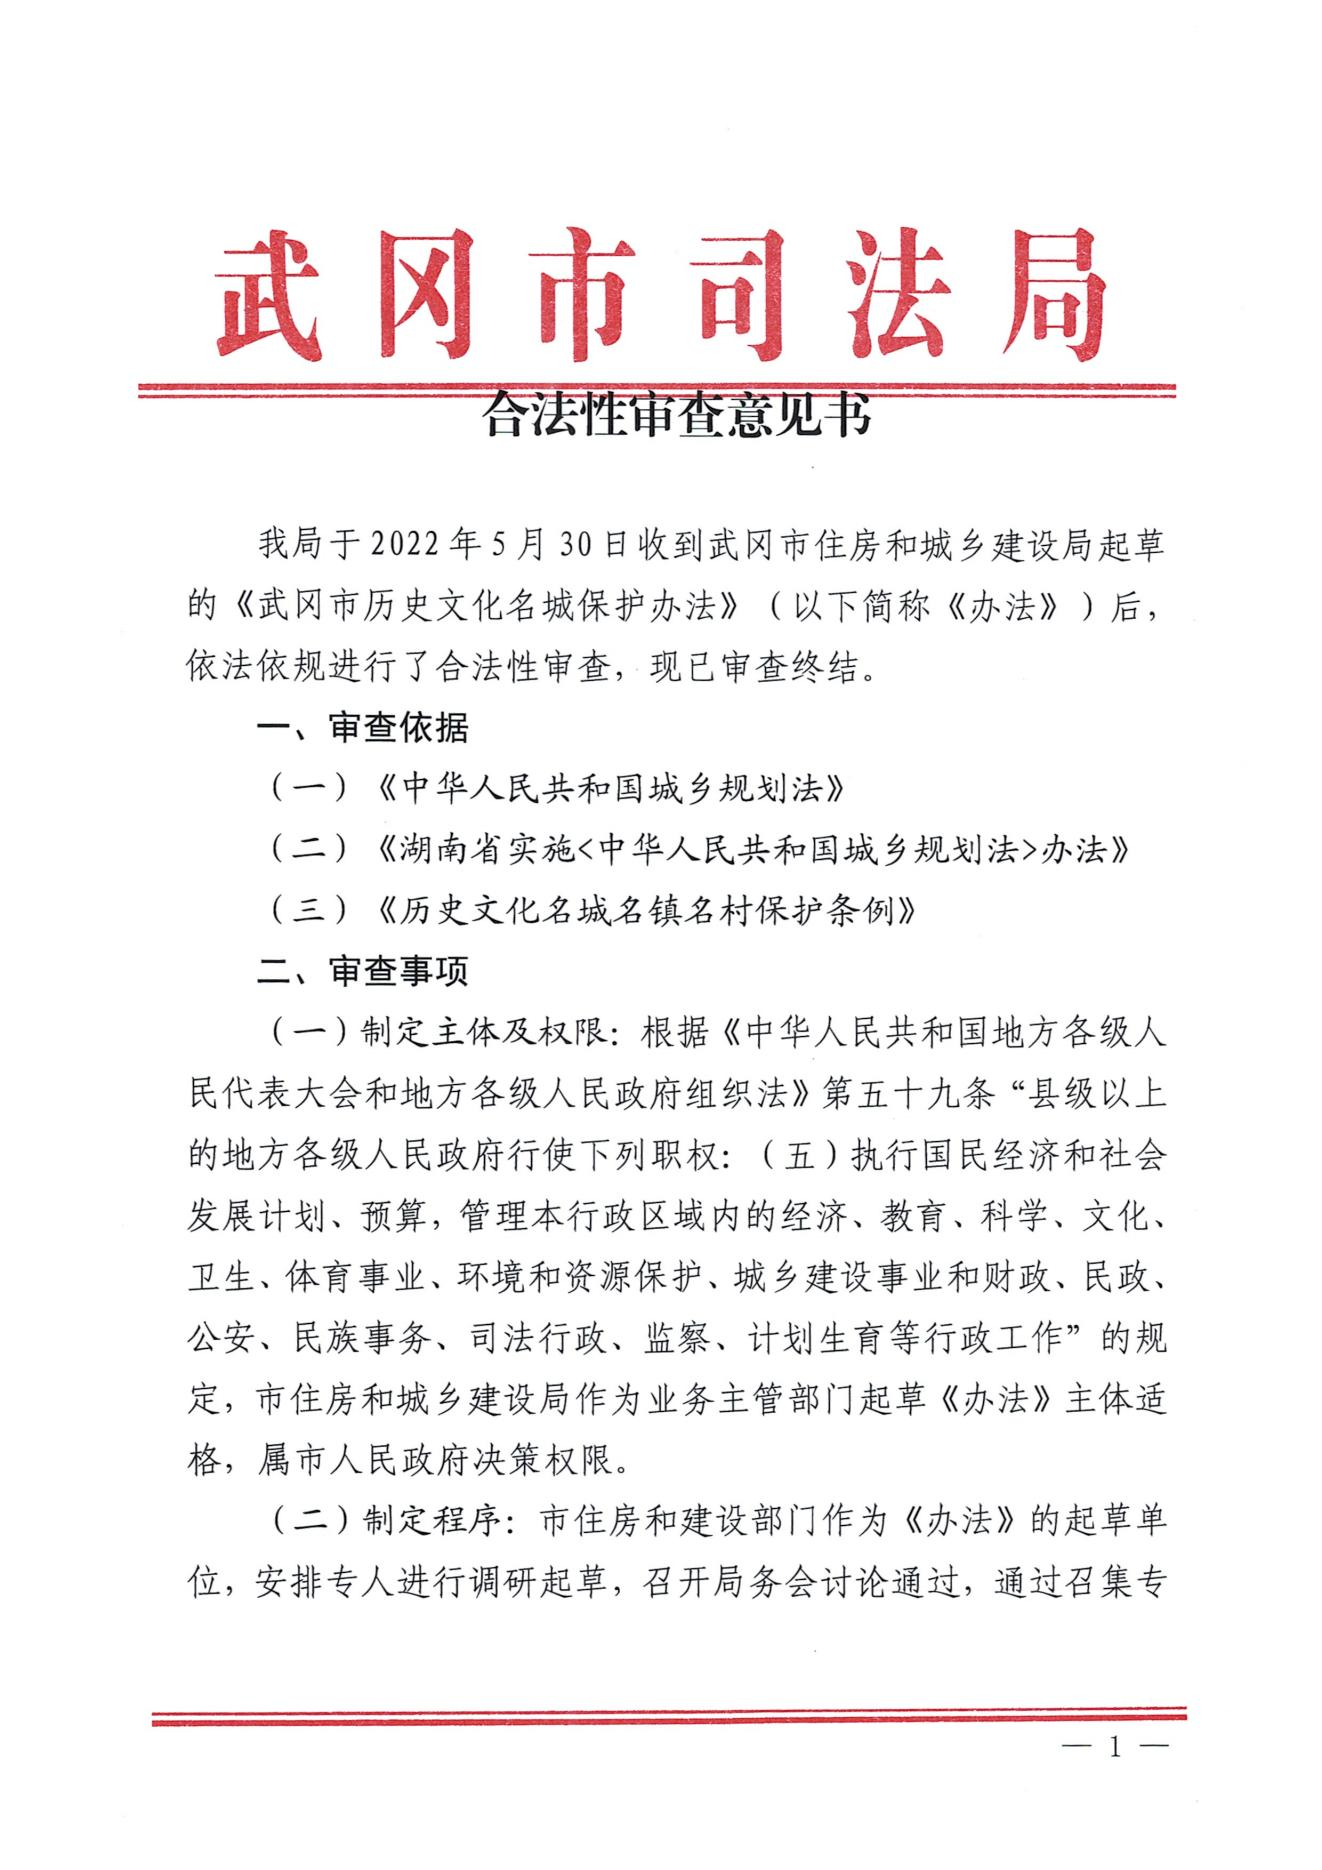 武冈市司法局
合法性审查意见书
我局于2022年5月30日收到武冈市住房和城乡建设局起草
的《武冈市历史文化名城保护办法》（以下简称《办法》）后，
依法依规进行了合法性审查，现已审查终结。
一、审查依据
（一）《中华人民共和国城乡规划法》
（二）《湖南省实施<中华人民共和国城乡规划法>办法》
（三）《历史文化名城名镇名村保护条例》
二、审查事项
（一）制定主体及权限：根据《中华人民共和国地方各级人
民代表大会和地方各级人民政府组织法》第五十九条“县级以上
的地方各级人民政府行使下列职权：（五）执行国民经济和社会
发展计划、预算，管理本行政区域内的经济、教育、科学、文化、
卫生、体育事业、环境和资源保护、城乡建设事业和财政、民政、
公安、民族事务、司法行政、监察、计划生育等行政工作”的规
定，市住房和城乡建设局作为业务主管部门起草《办法》主体适
格，属市人民政府决策权限。
（二）制定程序：市住房和建设部门作为《办法》的起草单
位，安排专人进行调研起草，召开局务会讨论通过，通过召集专
— 1 —